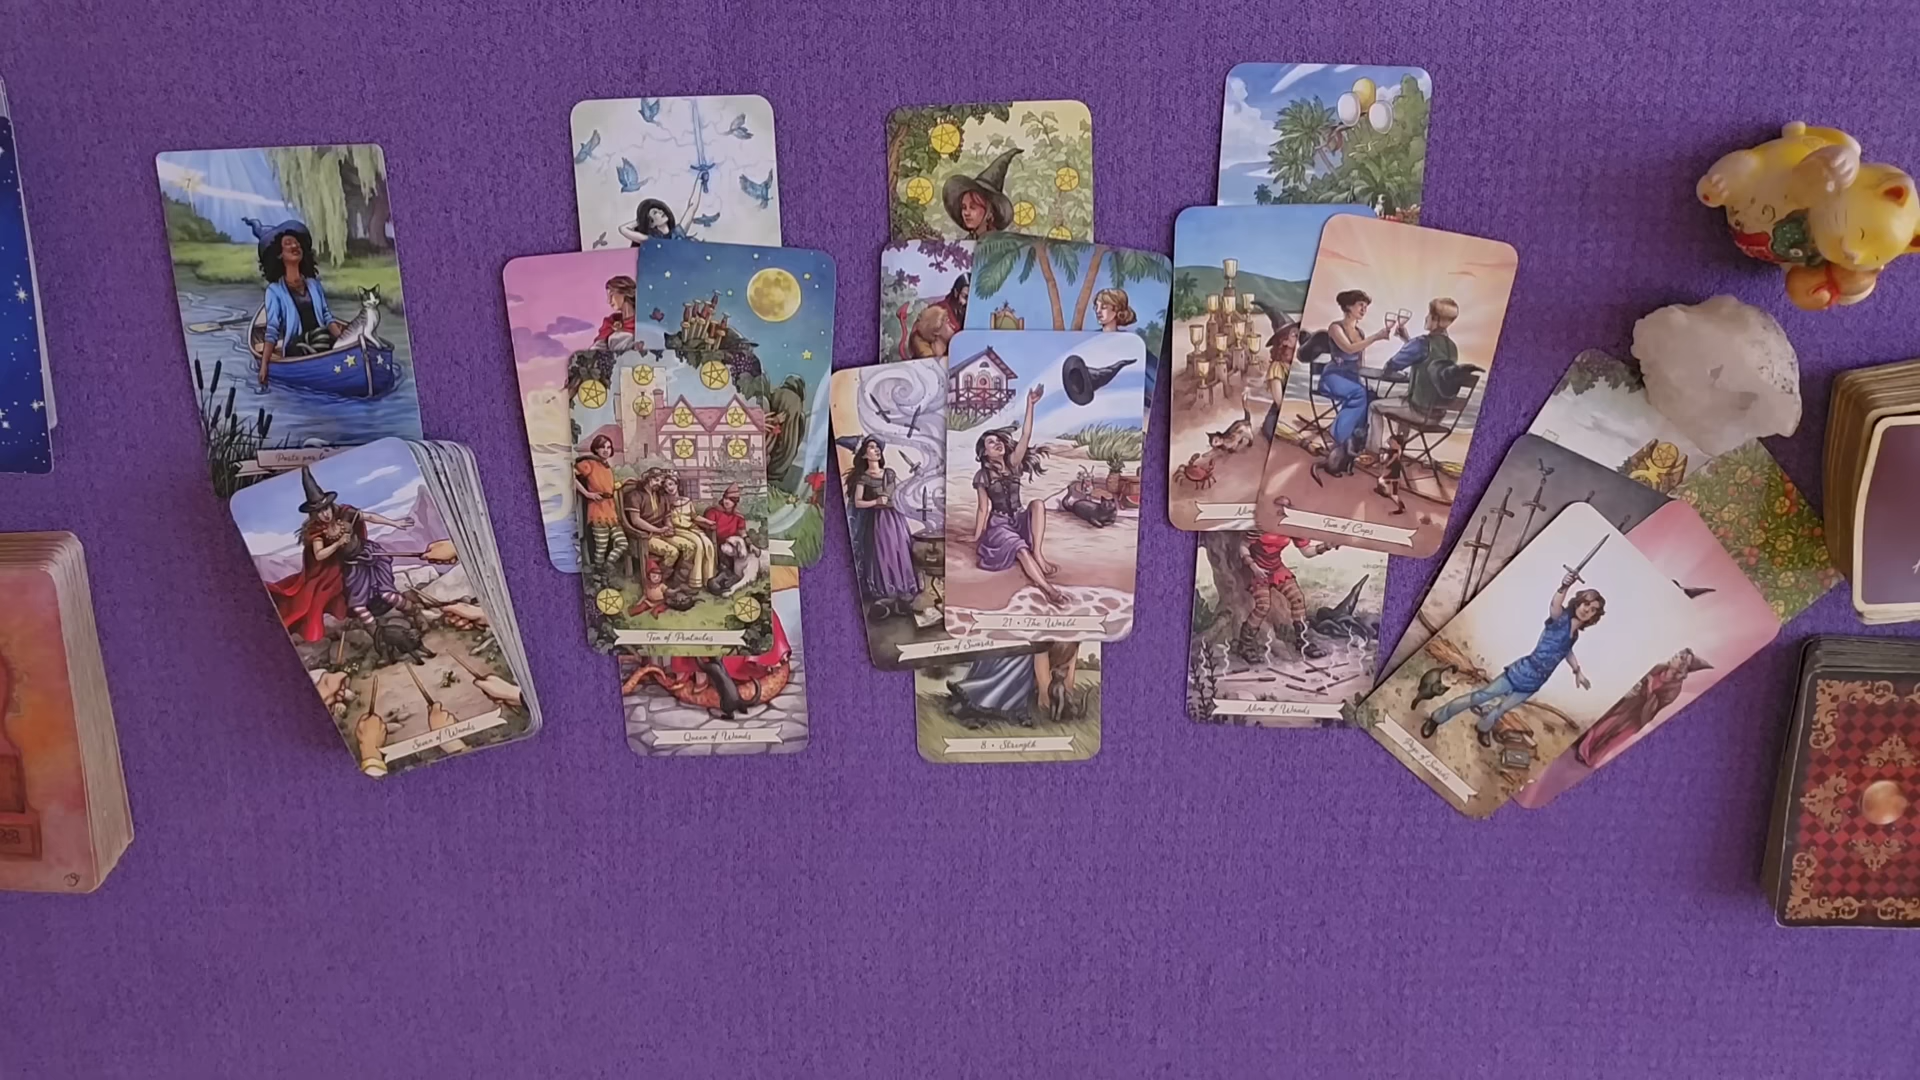 Seven of Wands
Ten of Pentacles
Queen of Wands
Five of Swords
21 • The World
8 • Strength
Two of Cups
Nine of Wands
Page of Swords